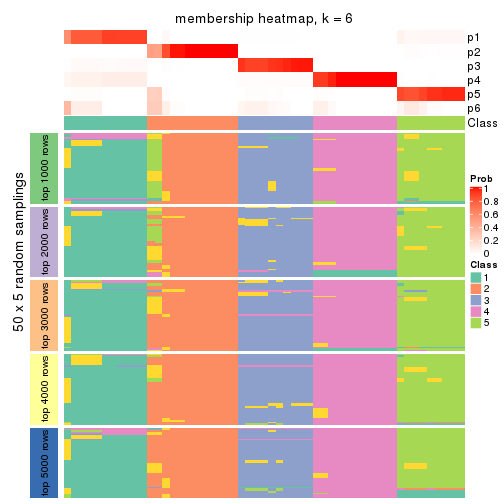 membership heatmap, k = 6
p1
p2
p3
p4
p5
p6
Class
50 x 5 random samplings
top 1000 rows
top 2000 rows
top 3000 rows
top 4000 rows
top 5000 rows
Prob
1
0.8
0.6
0.4
0.2
0
Class
1
2
3
4
5